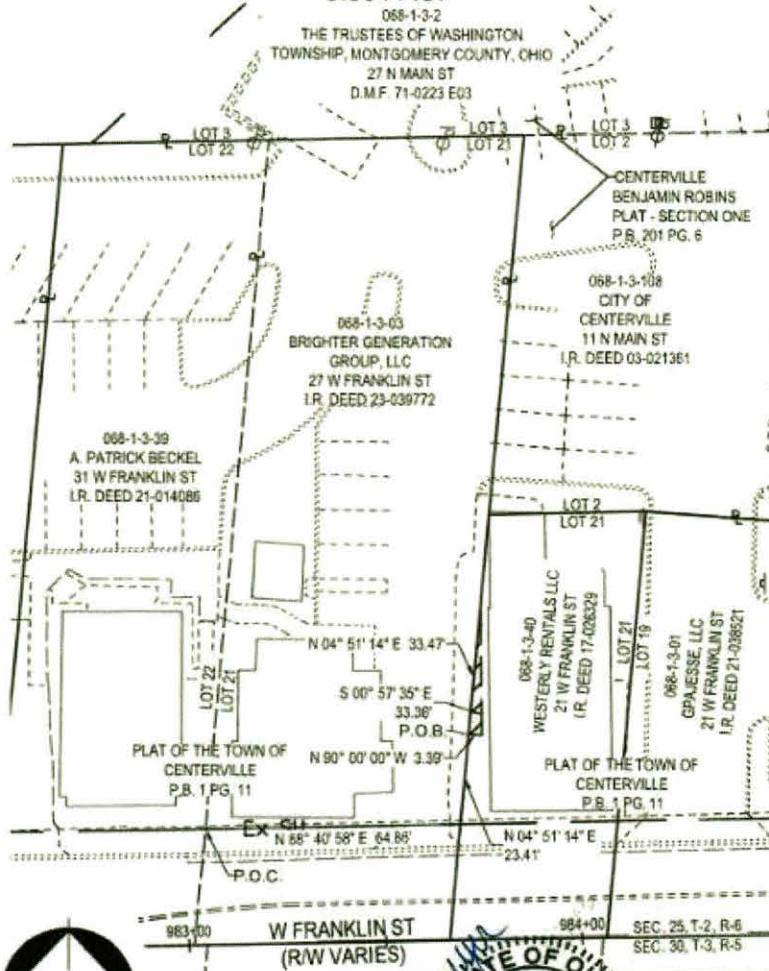 068-1-3-2
THE TRUSTEES OF WASHINGTON
TOWNSHIP, MONTGOMERY COUNTY, OHIO
27 N MAIN ST
D.M.F. 71-0223 E03
LOT 3
LOT 22
LOT 3
LOT 21
LOT 3
LOT 2
CENTERVILLE
BENJAMIN ROBINS
PLAT - SECTION ONE
P.B. 201 PG. 6
068-1-3-108
CITY OF
CENTERVILLE
11 N MAIN ST
I.R. DEED 03-021361
068-1-3-03
BRIGHTER GENERATION
GROUP, LLC
27 W FRANKLIN ST
I.R. DEED 23-039772
068-1-3-39
A. PATRICK BECKEL
31 W FRANKLIN ST
I.R. DEED 21-014086
LOT 2
LOT 21
068-1-3-40
WESTERLY RENTALS LLC
21 W FRANKLIN ST
I.R. DEED 17-026329
LOT 21
LOT 19
068-1-3-01
GPAJESSE, LLC
21 W FRANKLIN ST
I.R. DEED 21-038521
N 04° 51' 14" E 33.47'
S 00° 57' 35" E
33.36'
P.O.B.
N 90° 00' 00" W 3.39'
LOT 22
LOT 21
PLAT OF THE TOWN OF
CENTERVILLE
P.B. 1 PG. 11
PLAT OF THE TOWN OF
CENTERVILLE
P.B. 1 PG. 11
Ex
N 88° 40' 58" E 64.86'
N 04° 51' 14" E
23.41'
P.O.C.
983+00
W FRANKLIN ST
(R/W VARIES)
984+00
SEC. 25, T-2, R-6
SEC. 30, T-3, R-5
TE OF O